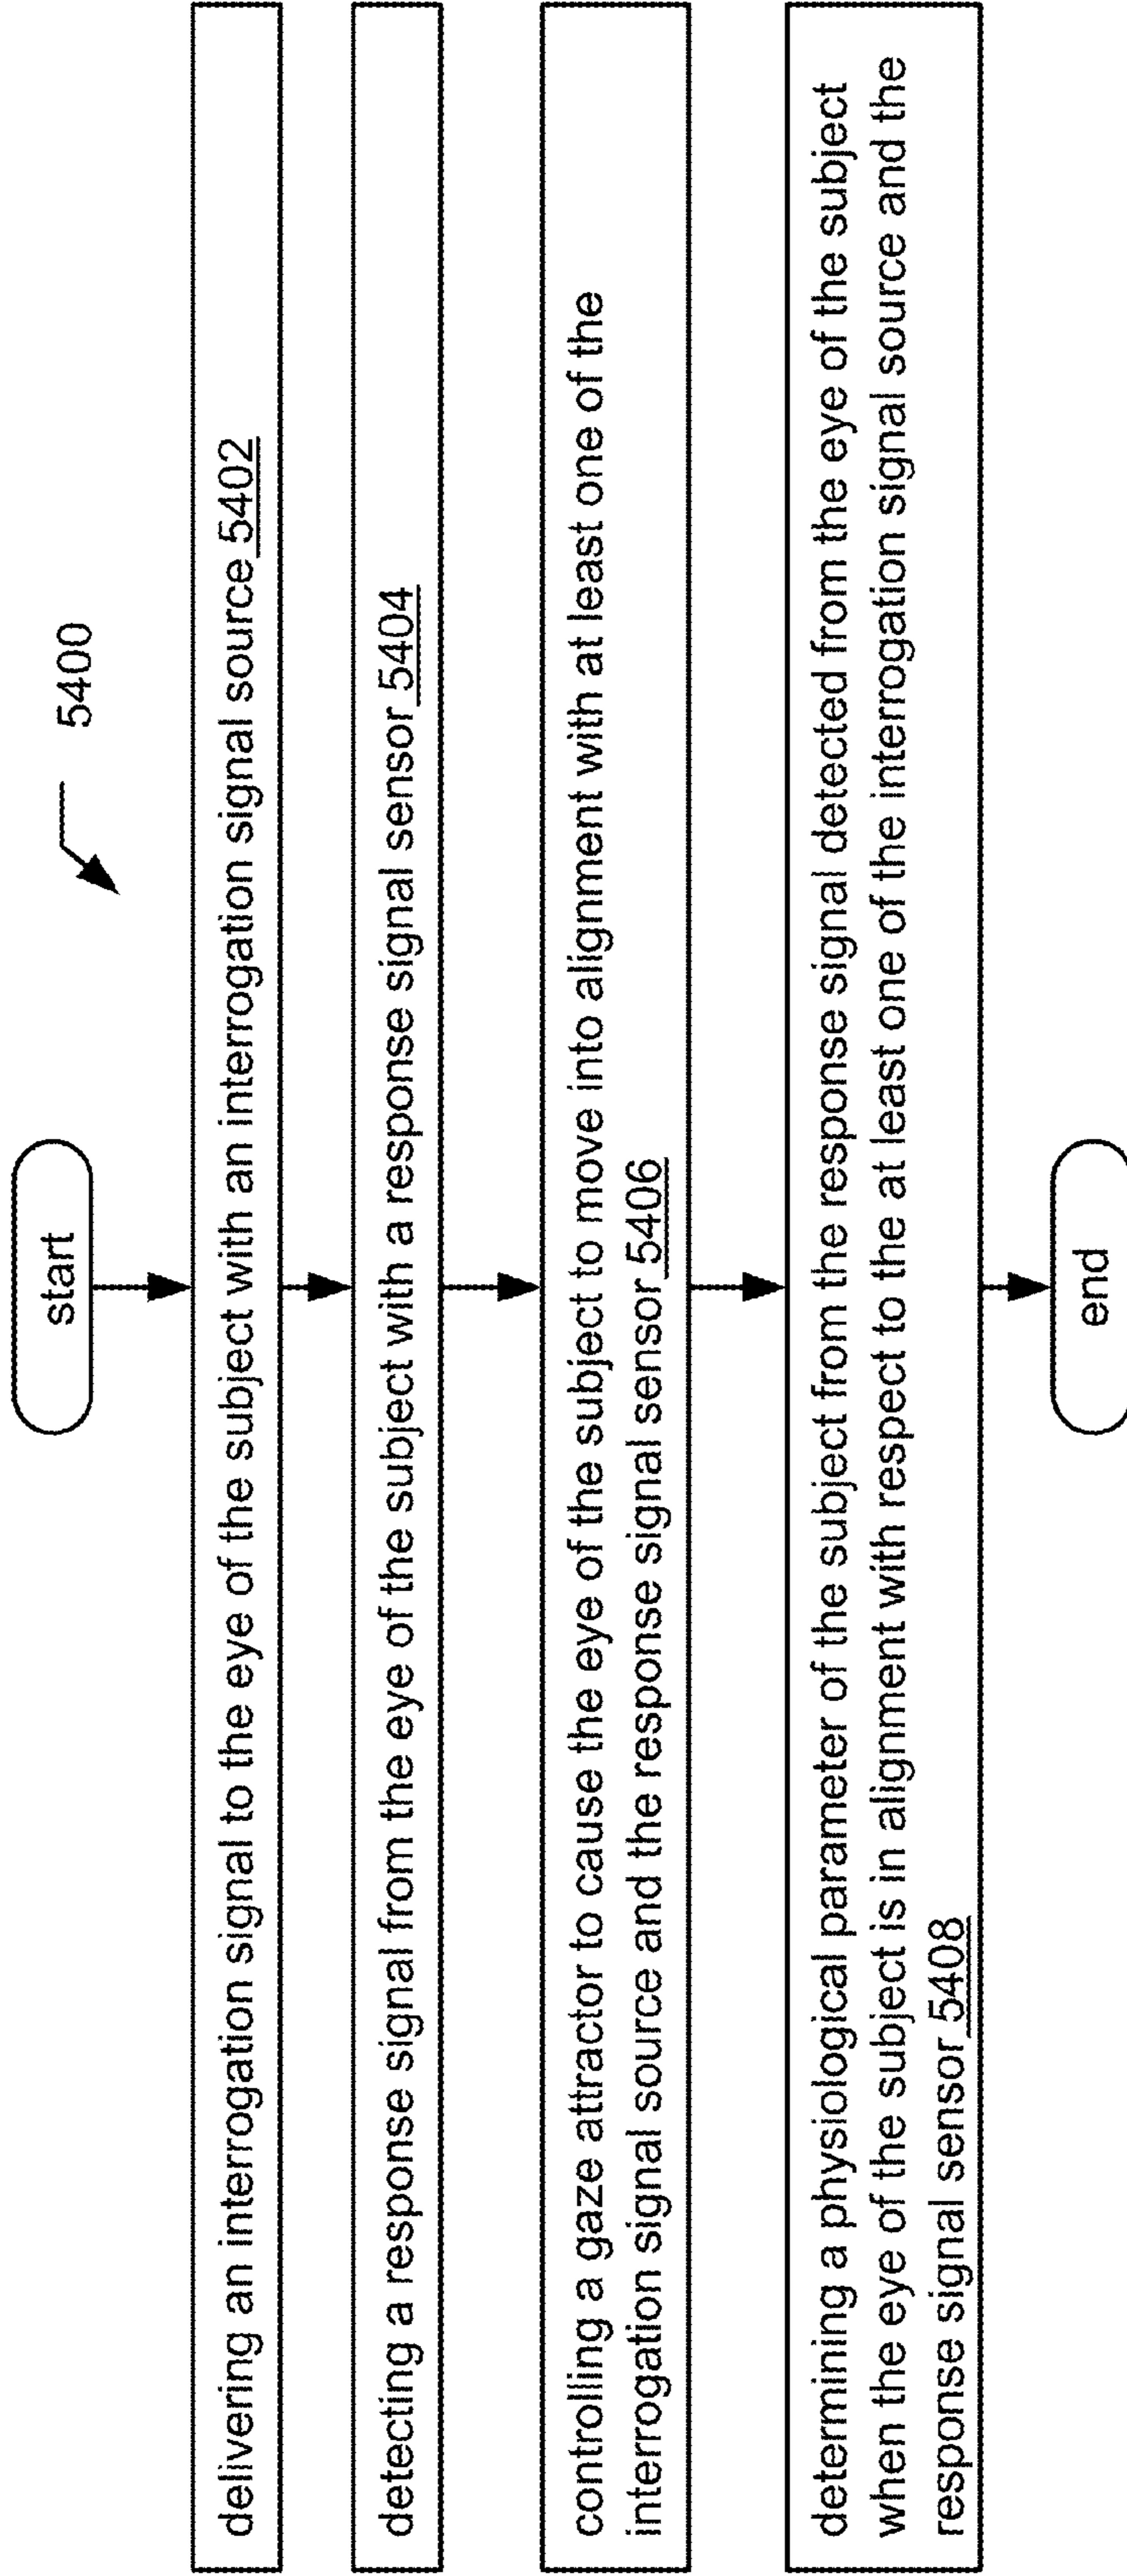 5400
start
delivering an interrogation signal to the eye of the subject with an interrogation signal source 5402
detecting a response signal from the eye of the subject with a response signal sensor 5404
controlling a gaze attractor to cause the eye of the subject to move into alignment with at least one of the
interrogation signal source and the response signal sensor 5406
determining a physiological parameter of the subject from the response signal detected from the eye of the subject
when the eye of the subject is in alignment with respect to the at least one of the interrogation signal source and the
response signal sensor 5408
end